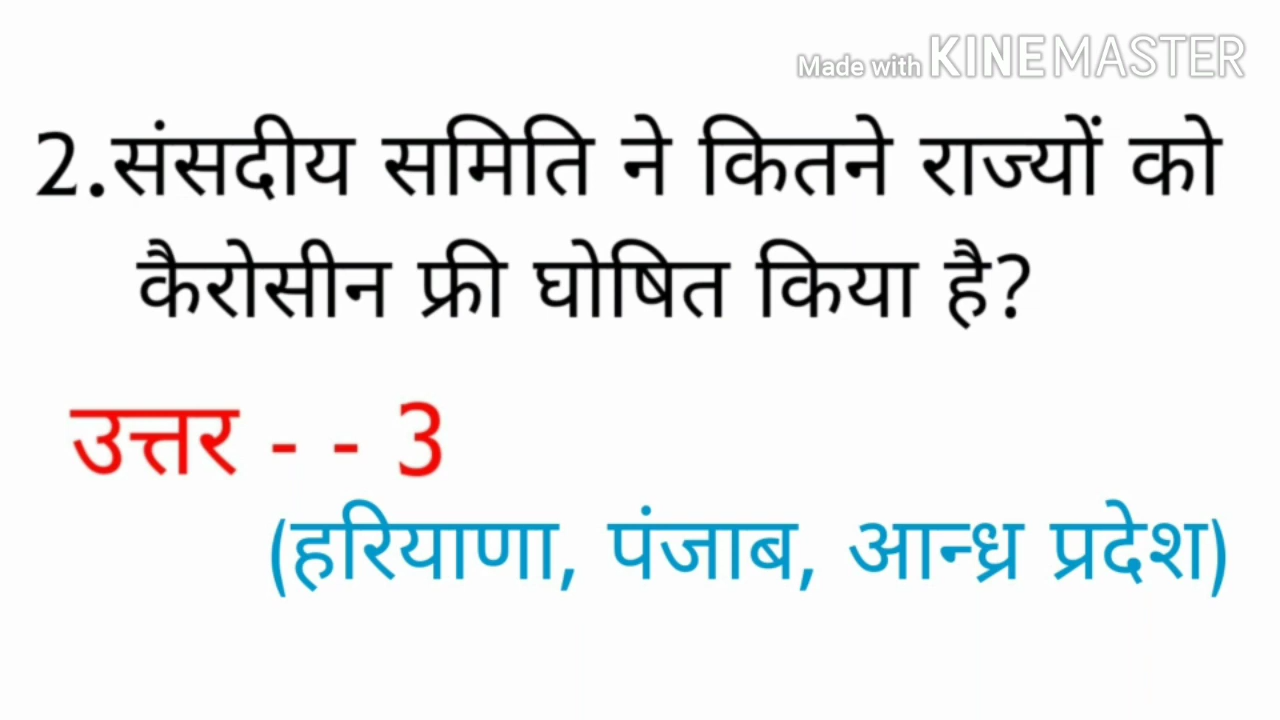 Made with KINEMASTER
2.संसदीय समिति ने कितने राज्यों को
कैरोसीन फ्री घोषित किया है?
उत्तर - - 3
(हरियाणा, पंजाब, आन्ध्र प्रदेश)